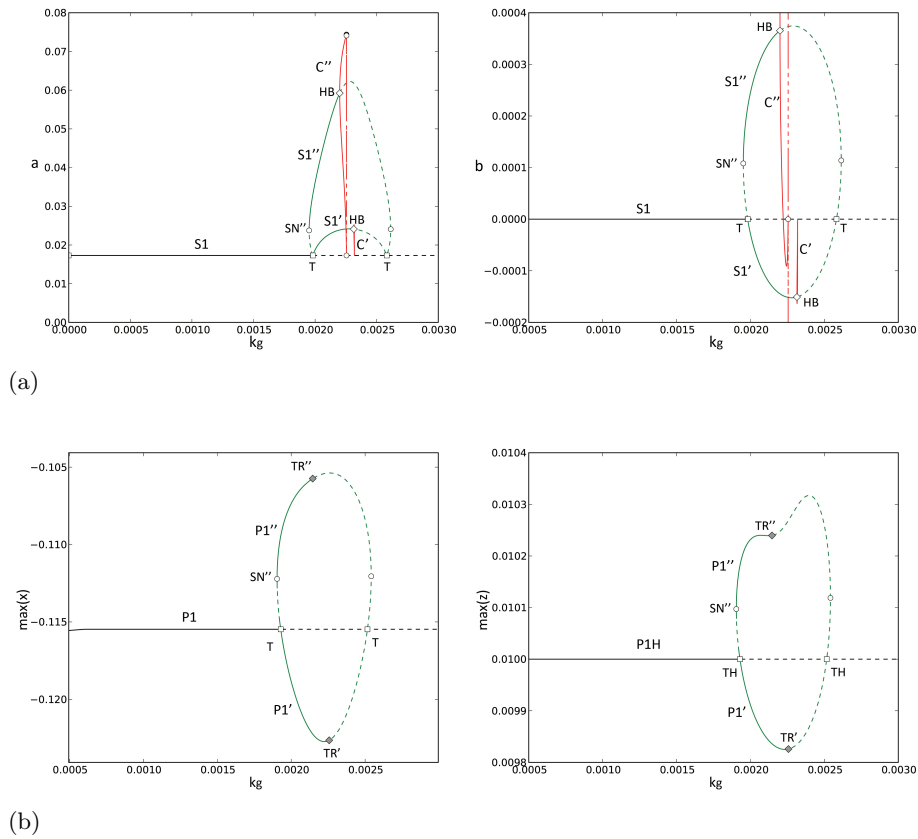 0.08
0.07
0.06
0.05
a
0.04
0.03
0.02
0.01
0.00
0.0000
0.0005
0.0010
0.0015
0.0020
0.0025
0.0030
kg
C’’
HB
S1’’
SN’’
S1’
HB
S1
C’
T
T
0.0004
0.0003
0.0002
0.0001
b
0.0000
−0.0001
−0.0002
0.0005
0.0010
0.0015
0.0020
0.0025
0.0030
kg
HB
S1’’
C’’
SN’’
S1
T
T
S1’
C’
HB
(a)
−0.105
−0.110
max(x)
−0.115
−0.120
0.0005
0.0010
0.0015
0.0020
0.0025
kg
TR’’
P1’’
SN’’
P1
T
T
P1’
TR’
0.0104
0.0103
0.0102
0.0101
max(z)
0.0100
0.0099
0.0098
0.0005
0.0010
0.0015
0.0020
0.0025
0.0030
kg
TR’’
P1’’
SN’’
P1H
TH
TH
P1’
TR’
(b)